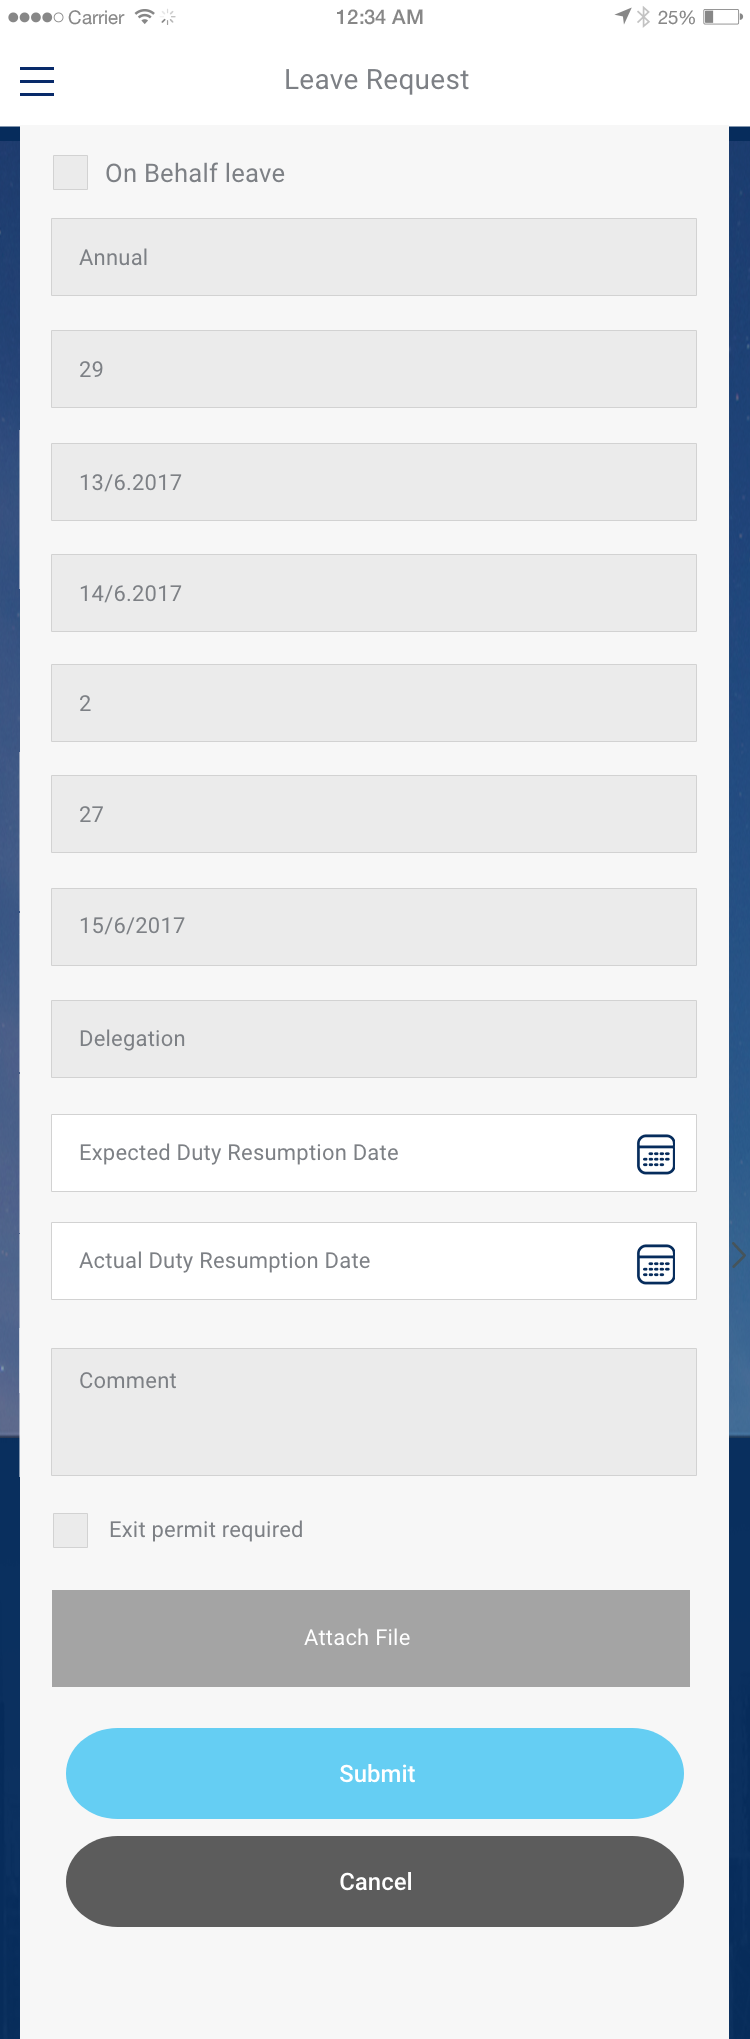 Carrier 12:34 AM 25%
Leave Request
On Behalf leave
Annual
29
13/6.2017
14/6.2017
2
27
15/6/2017
Delegation
Expected Duty Resumption Date
Actual Duty Resumption Date
Comment
Exit permit required
Attach File
Submit
Cancel